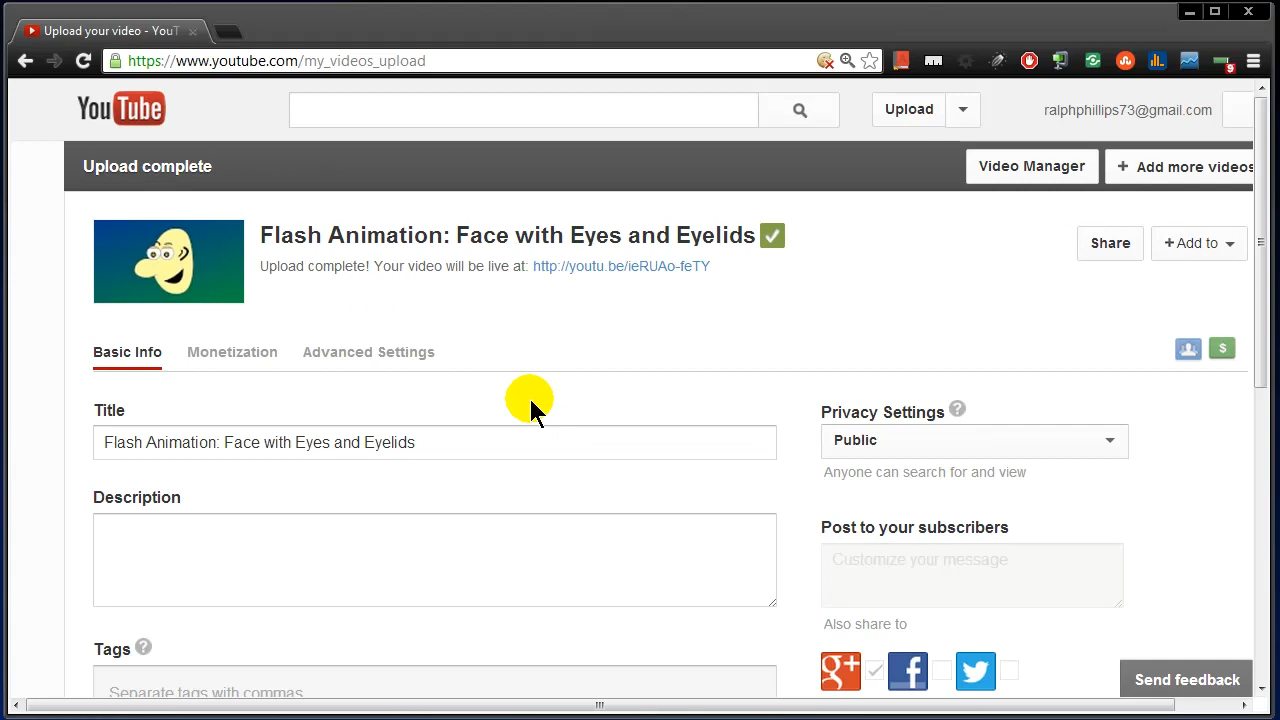 Upload your video - YouT
https://www.youtube.com/my_videos_upload
9
YouTube
Upload
ralphphillips73@gmail.com
Upload complete
Video Manager
+ Add more videos
Flash Animation: Face with Eyes and Eyelids
Upload complete! Your video will be live at: http://youtu.be/ieRUAo-feTY
Share
+ Add to
Basic Info
Monetization
Advanced Settings
$
Title
Flash Animation: Face with Eyes and Eyelids
Privacy Settings ?
Public
Anyone can search for and view
Description
Post to your subscribers
Customize your message
Also share to
Tags ?
Separate tags with commas
g+
f
Send feedback